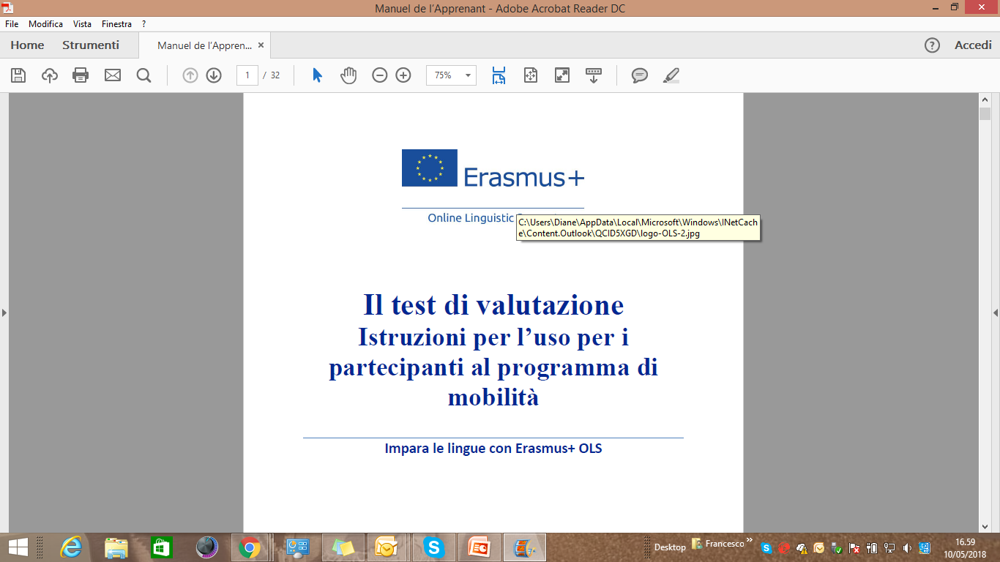 Manuel de l'Apprenant - Adobe Acrobat Reader DC
File Modifica Vista Finestra ?
Home Strumenti Manuel de l'Appren... × ? Accedi
1 / 32 75%
Erasmus+
Online Linguistic
C:\Users\Diane\AppData\Local\Microsoft\Windows\INetCach
e\Content.Outlook\QCID5XGD\logo-OLS-2.jpg
Il test di valutazione
Istruzioni per l’uso per i
partecipanti al programma di
mobilità
Impara le lingue con Erasmus+ OLS
Desktop Francesco »
16.59
10/05/2018